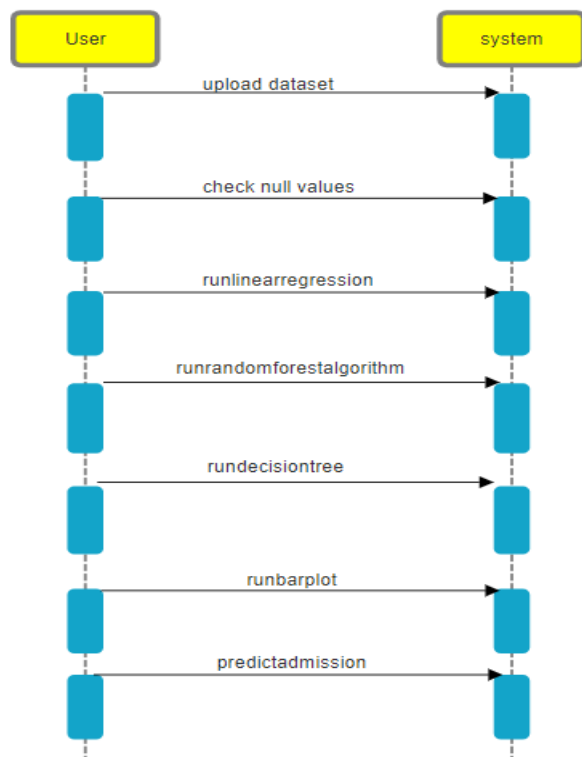 User
system
upload dataset
check null values
runlinearregression
runrandomforestalgorithm
rundecisiontree
runbarplot
predictadmission